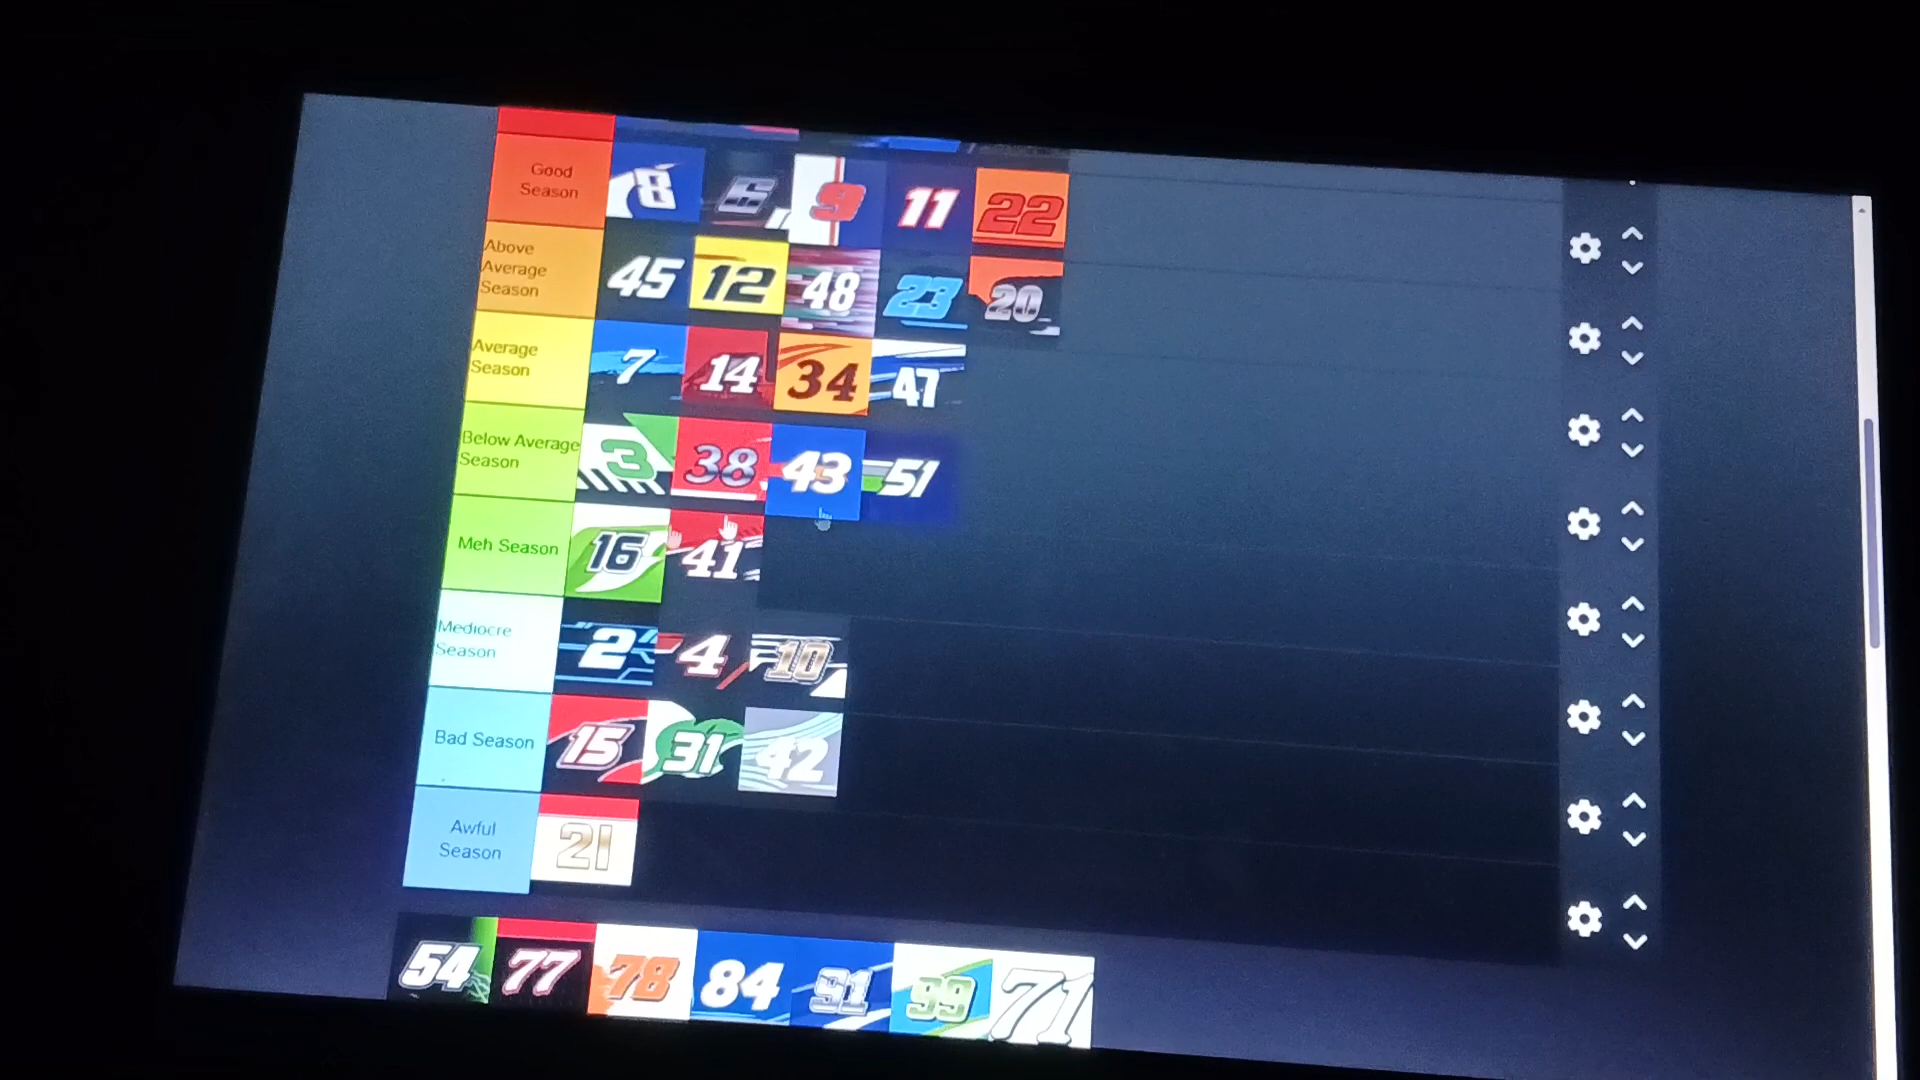 Good
Season
8 6 9 11 22
Above
Average
Season
45 12 48 23 20
Average
Season
7 14 34 47
Below Average
Season
3 38 43 51
Meh Season
16 41
Mediocre
Season
2 4 10
Bad Season
15 31 42
Awful
Season
21
54 77 78 84 91 99 71